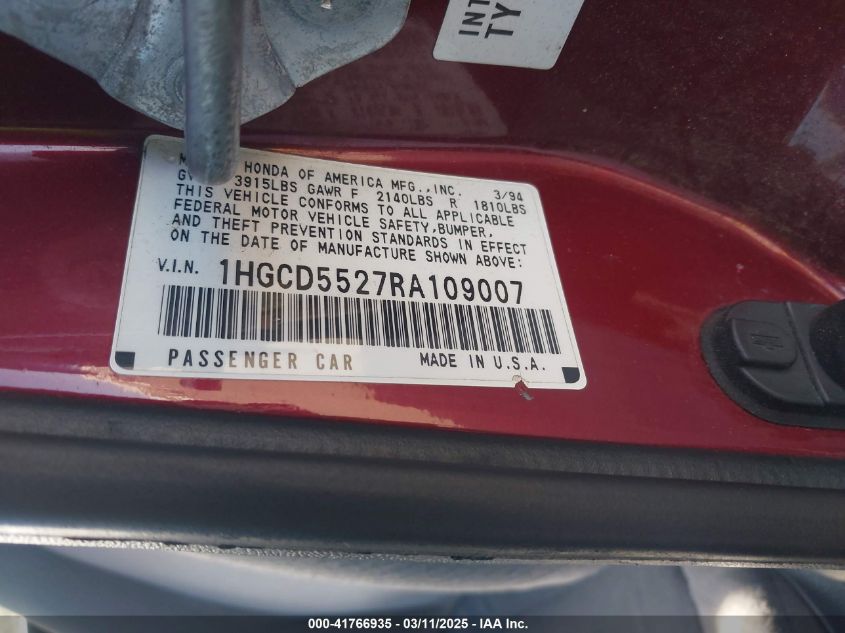 INT
TY
HONDA OF AMERICA MFG.,INC. 3/94
3915LBS GAWR F 2140LBS R 1810LBS
THIS VEHICLE CONFORMS TO ALL APPLICABLE
FEDERAL MOTOR VEHICLE SAFETY,BUMPER,
AND THEFT PREVENTION STANDARDS IN EFFECT
ON THE DATE OF MANUFACTURE SHOWN ABOVE:
V.I.N. 1HGCD5527RA109007
PASSENGER CAR MADE IN U.S.A.
000-41766935 - 03/11/2025 - IAA Inc.